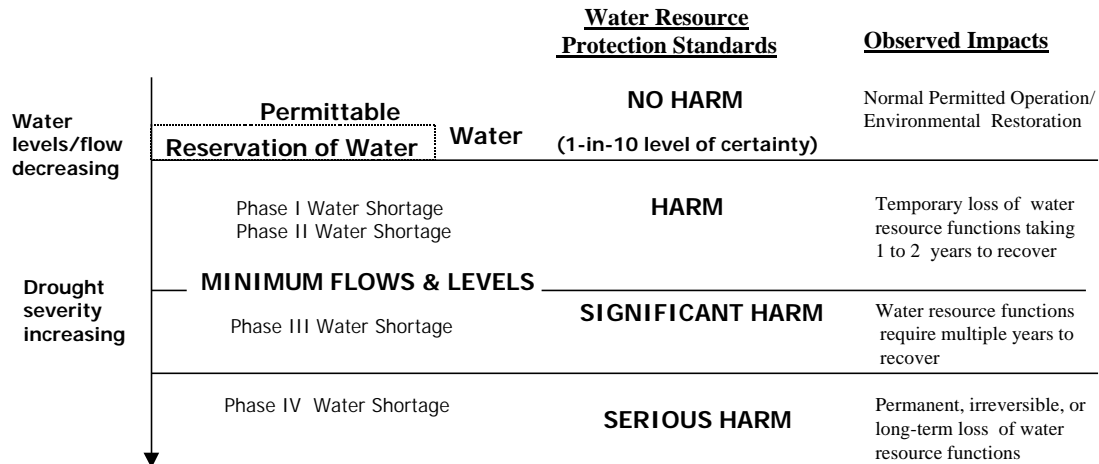 Water Resource
Protection Standards
Observed Impacts
Water
levels/flow
decreasing
Permittable
Reservation of Water
Water
NO HARM
(1-in-10 level of certainty)
Normal Permitted Operation/
Environmental Restoration
Phase I Water Shortage
Phase II Water Shortage
HARM
Temporary loss of water
resource functions taking
1 to 2 years to recover
Drought
severity
increasing
MINIMUM FLOWS & LEVELS
Phase III Water Shortage
SIGNIFICANT HARM
Water resource functions
require multiple years to
recover
Phase IV Water Shortage
SERIOUS HARM
Permanent, irreversible, or
long-term loss of water
resource functions